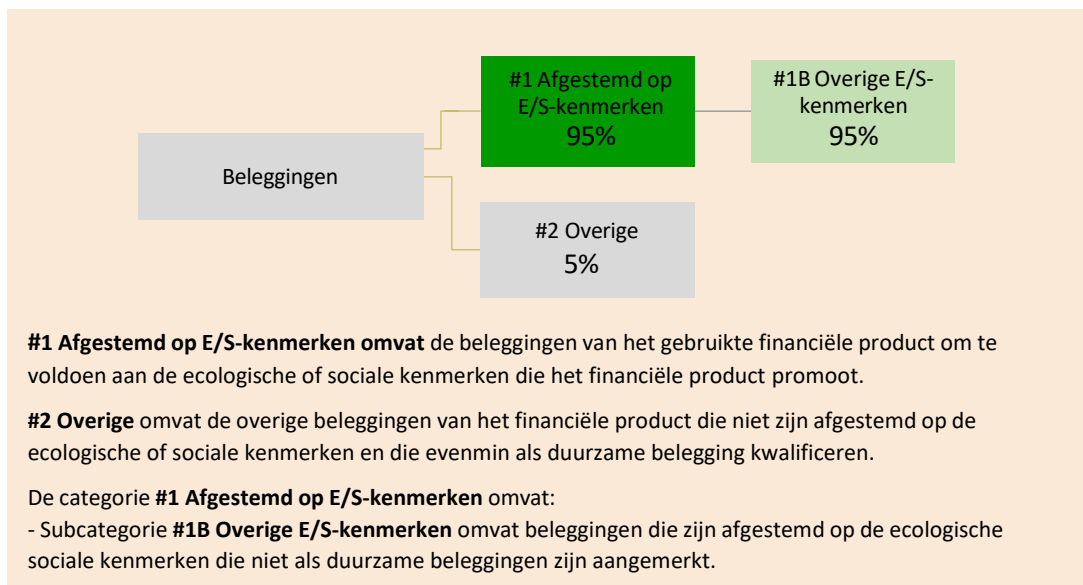 #1 Afgestemd op
E/S-kenmerken
95%
#1B Overige E/S-
kenmerken
95%
Beleggingen
#2 Overige
5%
#1 Afgestemd op E/S-kenmerken omvat de beleggingen van het gebruikte financiële product om te
voldoen aan de ecologische of sociale kenmerken die het financiële product promoot.
#2 Overige omvat de overige beleggingen van het financiële product die niet zijn afgestemd op de
ecologische of sociale kenmerken en die evenmin als duurzame belegging kwalificeren.
De categorie #1 Afgestemd op E/S-kenmerken omvat:
- Subcategorie #1B Overige E/S-kenmerken omvat beleggingen die zijn afgestemd op de ecologische
sociale kenmerken die niet als duurzame beleggingen zijn aangemerkt.